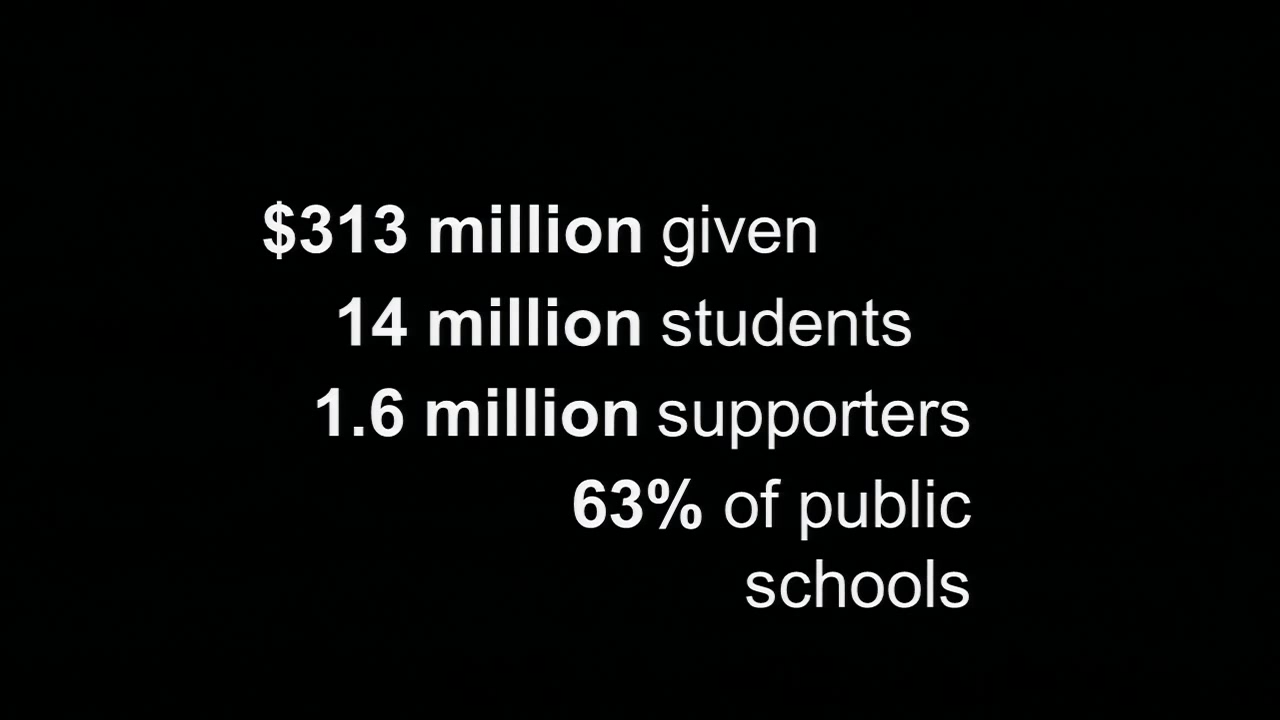 $313 million given
14 million students
1.6 million supporters
63% of public
schools